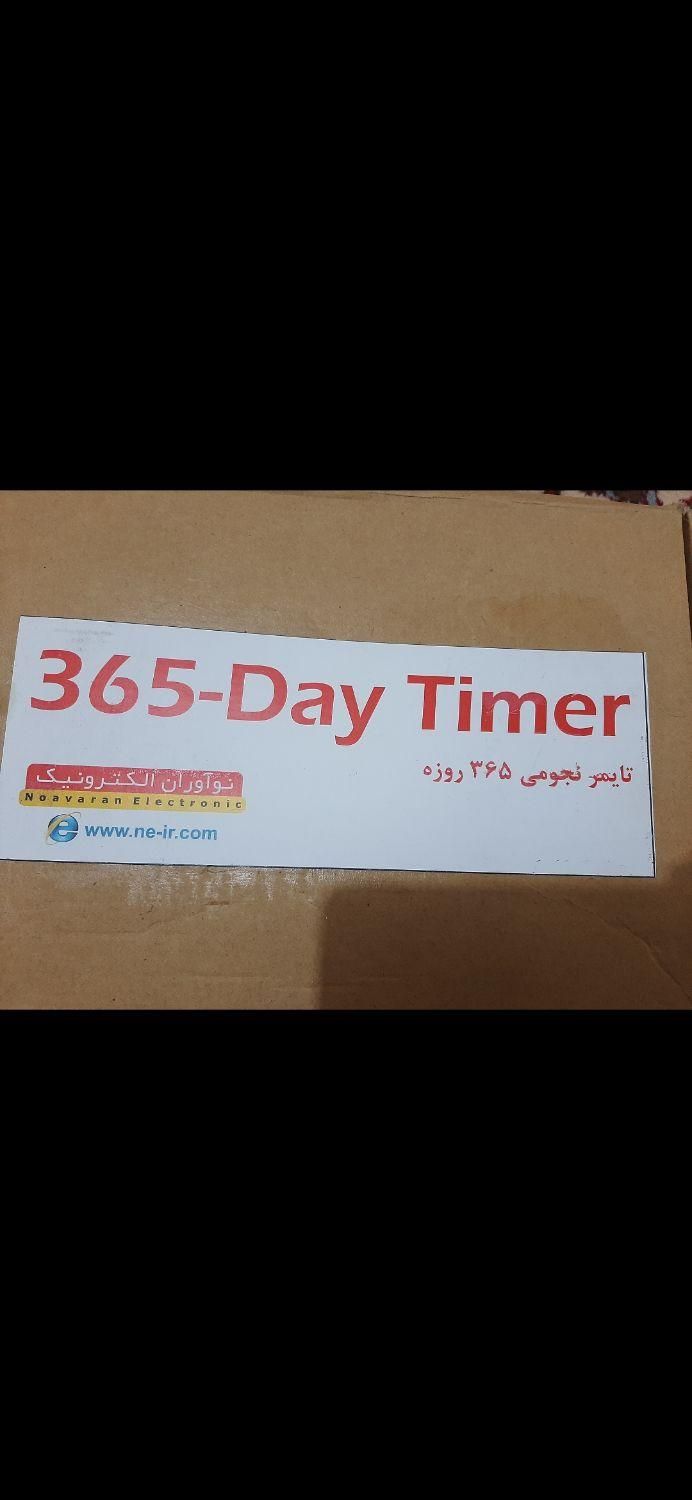 365-Day Timer
تایمر نجومی ۳۶۵ روزه
نوآوران الکترونیک
Noavaran Electronic
www.ne-ir.com